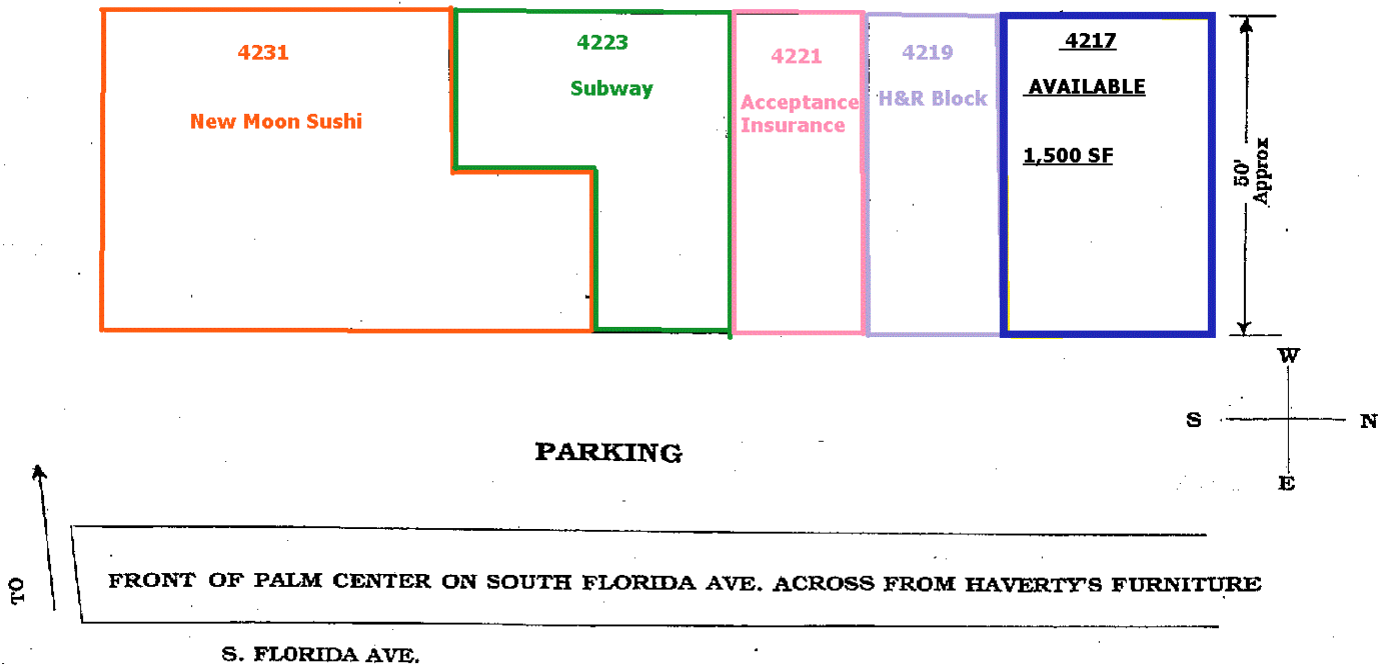 4231
New Moon Sushi
4223
Subway
4221
Acceptance
Insurance
4219
H&R Block
4217
AVAILABLE
1,500 SF
50'
Approx
W
S
N
E
PARKING
TO
FRONT OF PALM CENTER ON SOUTH FLORIDA AVE. ACROSS FROM HAVERTY'S FURNITURE
S. FLORIDA AVE.